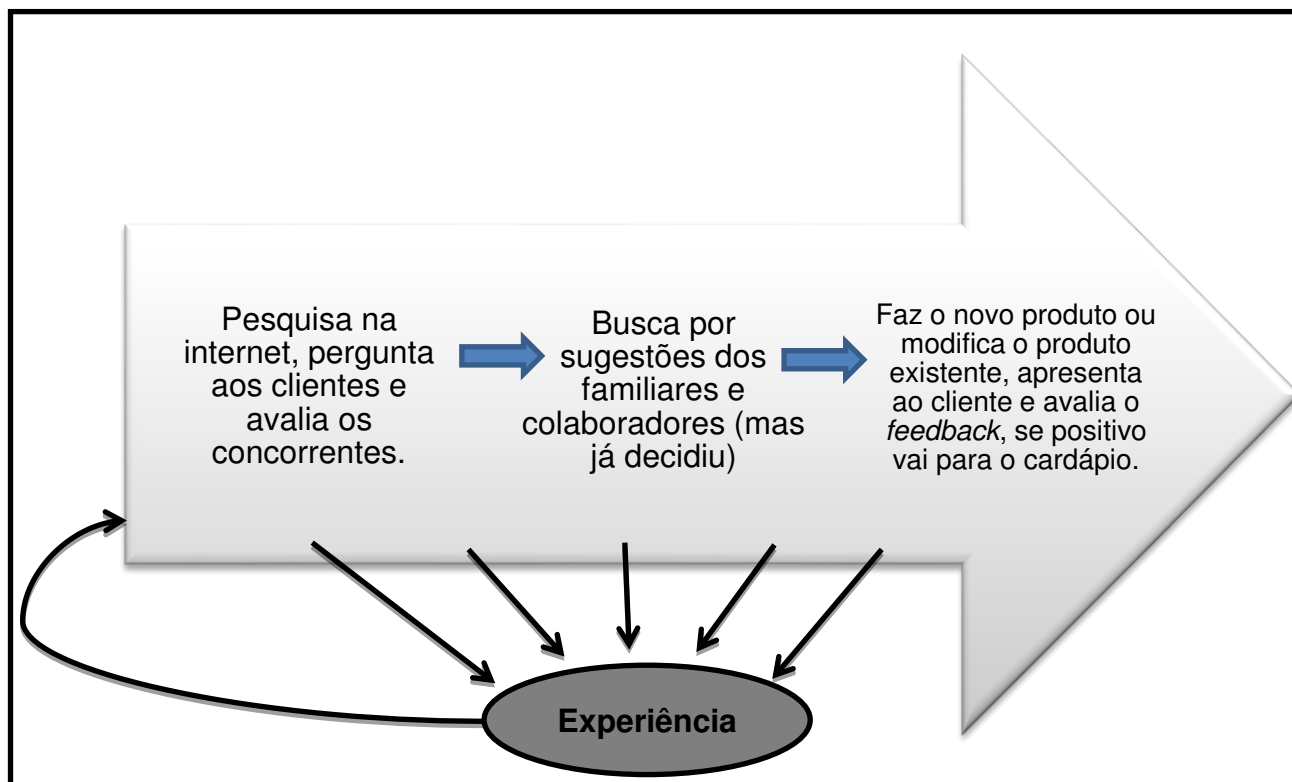 Pesquisa na
internet, pergunta
aos clientes e
avalia os
concorrentes.
Busca por
sugestões dos
familiares e
colaboradores (mas
já decidiu)
Faz o novo produto ou
modifica o produto
existente, apresenta
ao cliente e avalia o
feedback, se positivo
vai para o cardápio.
Experiência